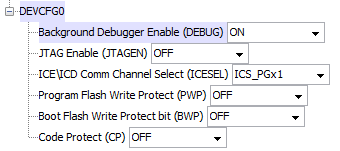 DEVCFG0
Background Debugger Enable (DEBUG) ON
JTAG Enable (JTAGEN) OFF
ICE\ICD Comm Channel Select (ICESEL) ICS_PGx1
Program Flash Write Protect (PWP) OFF
Boot Flash Write Protect bit (BWP) OFF
Code Protect (CP) OFF